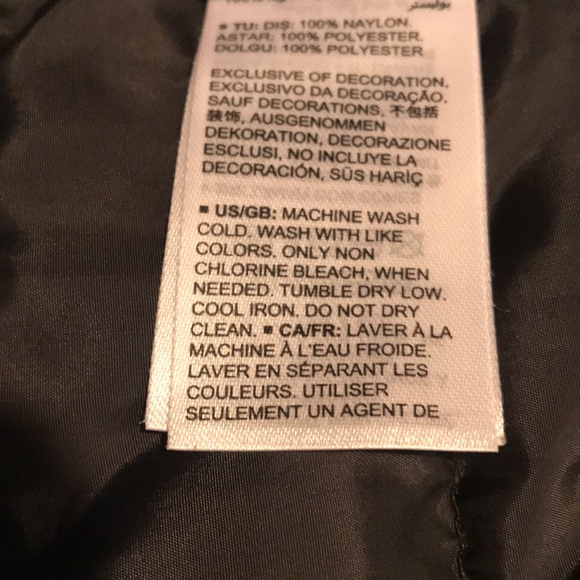 بوليستر
■ TU: DIŞ: 100% NAYLON.
ASTAR: 100% POLYESTER.
DOLGU: 100% POLYESTER
EXCLUSIVE OF DECORATION,
EXCLUSIVO DA DECORAÇÃO,
SAUF DECORATIONS, 不包括
装饰, AUSGENOMMEN
DEKORATION, DECORAZIONE
ESCLUSI, NO INCLUYE LA
DECORACIÓN, SÜS HARİÇ
■ US/GB: MACHINE WASH
COLD. WASH WITH LIKE
COLORS. ONLY NON
CHLORINE BLEACH, WHEN
NEEDED. TUMBLE DRY LOW.
COOL IRON. DO NOT DRY
CLEAN. ■ CA/FR: LAVER À LA
MACHINE À L'EAU FROIDE.
LAVER EN SÉPARANT LES
COULEURS. UTILISER
SEULEMENT UN AGENT DE